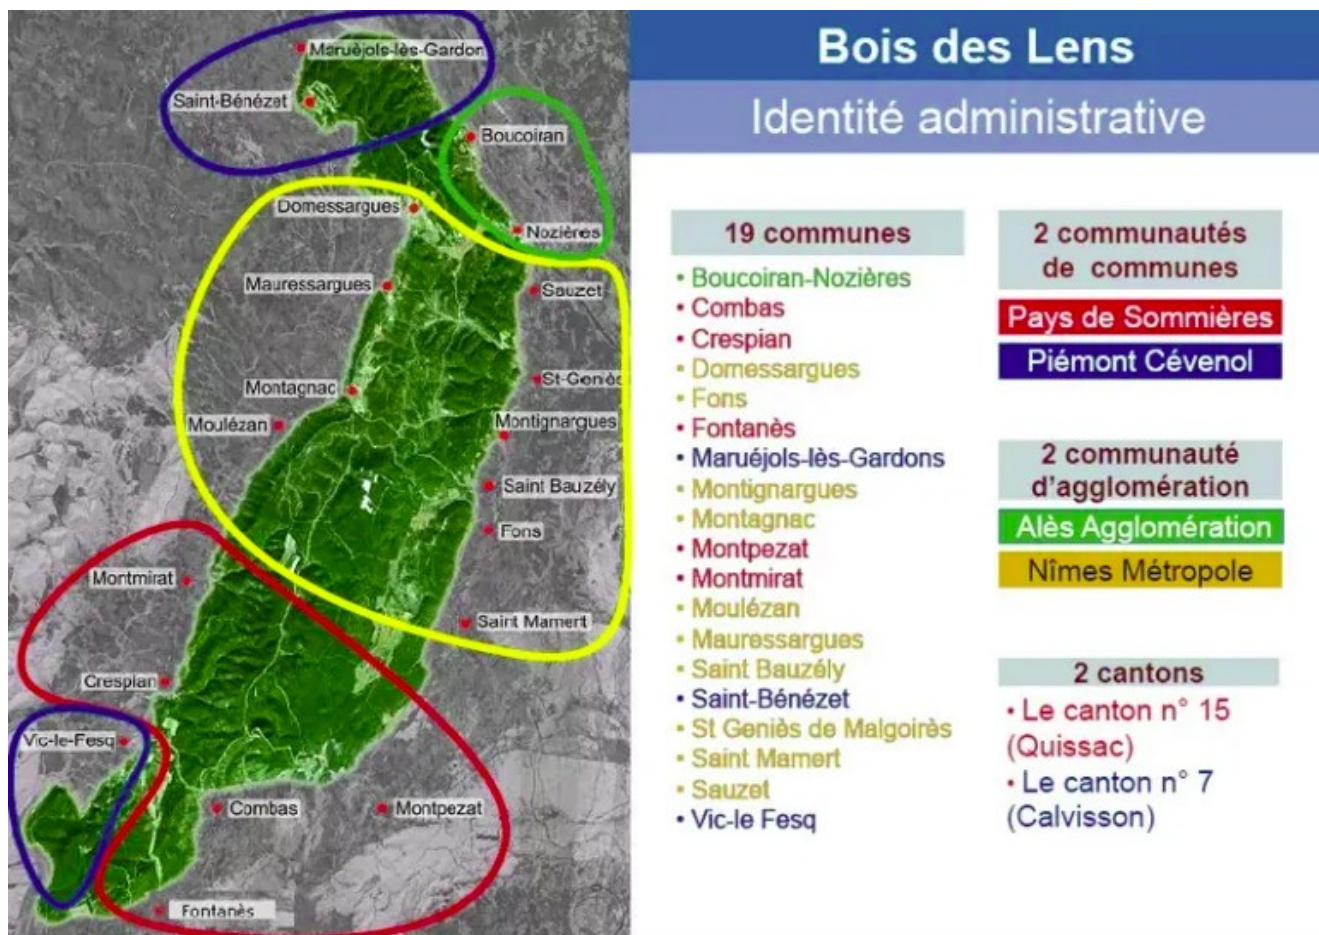 Maruèjols-lès-Gardon
Saint-Bénézet
Boucoiran
Domessargues
Nozières
Mauressargues
Sauzet
Montagnac
St-Geniès
Moulézan
Montignargues
Saint Bauzély
Fons
Montmirat
Saint Mamert
Crespian
Vic-le-Fesq
Combas
Montpezat
Fontanès
Bois des Lens
Identité administrative
19 communes
• Boucoiran-Nozières
• Combas
• Crespian
• Domessargues
• Fons
• Fontanès
• Maruéjols-lès-Gardons
• Montignargues
• Montagnac
• Montpezat
• Montmirat
• Moulézan
• Mauressargues
• Saint Bauzély
• Saint-Bénézet
• St Geniès de Malgoirès
• Saint Mamert
• Sauzet
• Vic-le Fesq
2 communautés
de communes
Pays de Sommières
Piémont Cévenol
2 communauté
d'agglomération
Alès Agglomération
Nîmes Métropole
2 cantons
• Le canton n° 15
(Quissac)
• Le canton n° 7
(Calvisson)